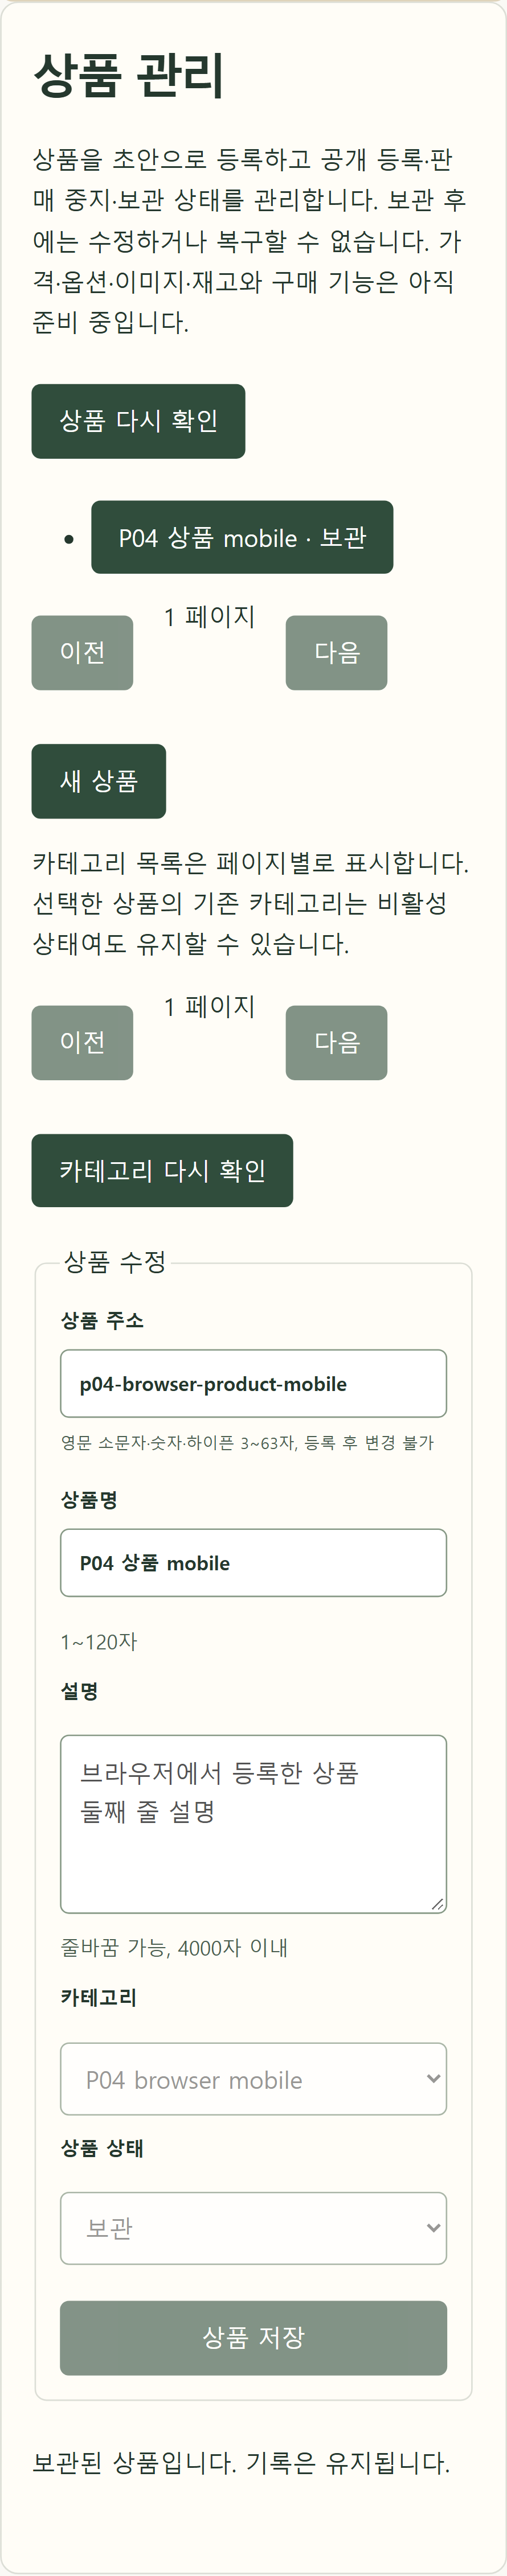 상품 관리
상품을 초안으로 등록하고 공개 등록·판
매 중지·보관 상태를 관리합니다. 보관 후
에는 수정하거나 복구할 수 없습니다. 가
격·옵션·이미지·재고와 구매 기능은 아직
준비 중입니다.
상품 다시 확인
• P04 상품 mobile · 보관
이전 1 페이지 다음
새 상품
카테고리 목록은 페이지별로 표시합니다.
선택한 상품의 기존 카테고리는 비활성
상태여도 유지할 수 있습니다.
이전 1 페이지 다음
카테고리 다시 확인
상품 수정
상품 주소
p04-browser-product-mobile
영문 소문자·숫자·하이픈 3~63자, 등록 후 변경 불가
상품명
P04 상품 mobile
1~120자
설명
브라우저에서 등록한 상품
둘째 줄 설명
줄바꿈 가능, 4000자 이내
카테고리
P04 browser mobile
상품 상태
보관
상품 저장
보관된 상품입니다. 기록은 유지됩니다.